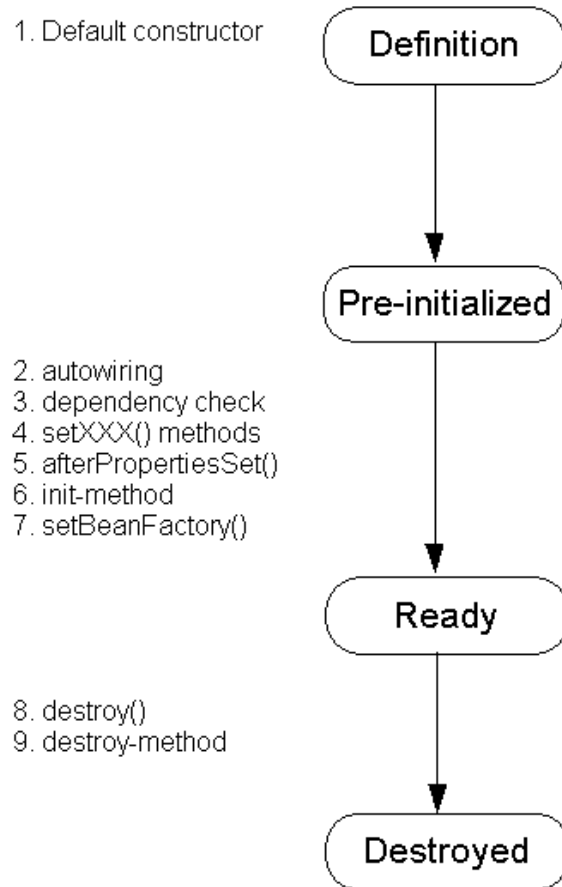 1. Default constructor
Definition
Pre-initialized
2. autowiring
3. dependency check
4. setXXX() methods
5. afterPropertiesSet()
6. init-method
7. setBeanFactory()
Ready
8. destroy()
9. destroy-method
Destroyed